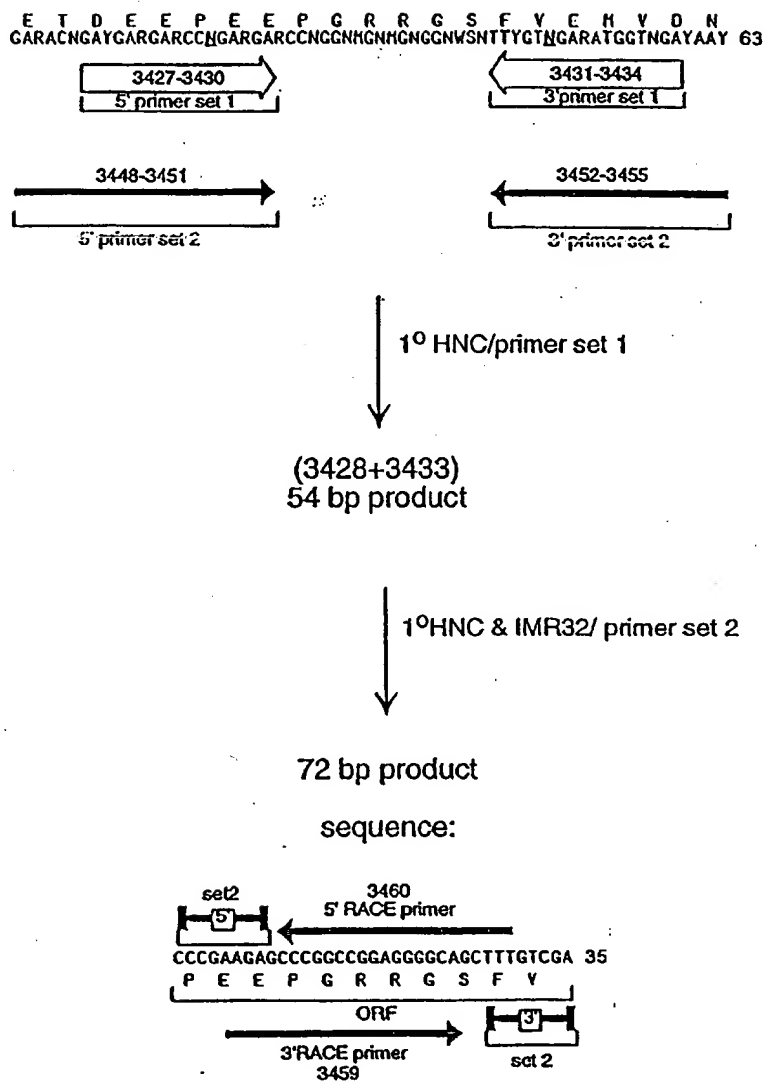 E T D E E P E E P G R R G S F V E M V D N
GARACNGAYGARGARCCNGARGARCCNGGNMGNMGNGGNWSNTTYGTNGARATGGTNGAYAAY 63
3427-3430 3431-3434
5' primer set 1 3'primer set 1
3448-3451 3452-3455
5' primer set 2 3' primer set 2
1º HNC/primer set 1
(3428+3433)
54 bp product
1ºHNC & IMR32/ primer set 2
72 bp product
sequence:
set2 3460
5' 5' RACE primer
CCCGAAGAGCCCGGCCGGAGGGGCAGCTTTGTCGA 35
P E E P G R R G S F V
ORF
3'
3'RACE primer set 2
3459